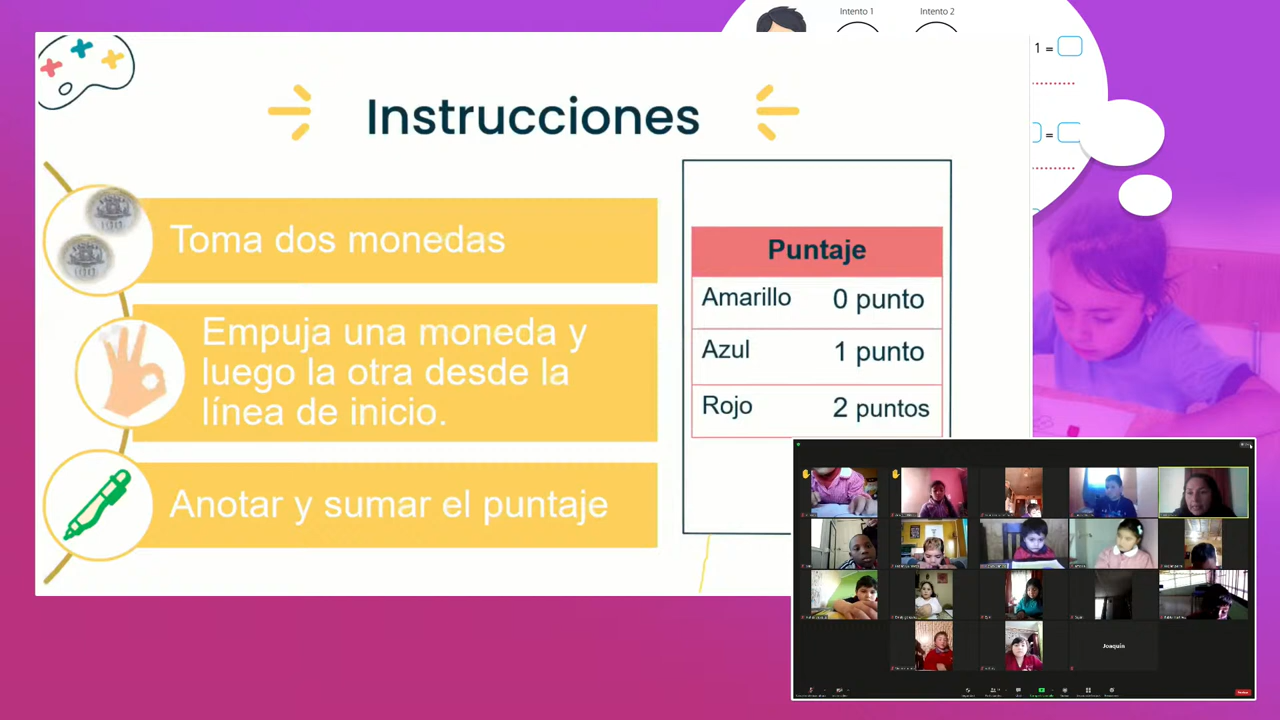 Intento 1
Intento 2
1 =
=
Instrucciones
Toma dos monedas
Empuja una moneda y
luego la otra desde la
línea de inicio.
Anotar y sumar el puntaje
Puntaje
Amarillo 0 punto
Azul 1 punto
Rojo 2 puntos
Joaquin